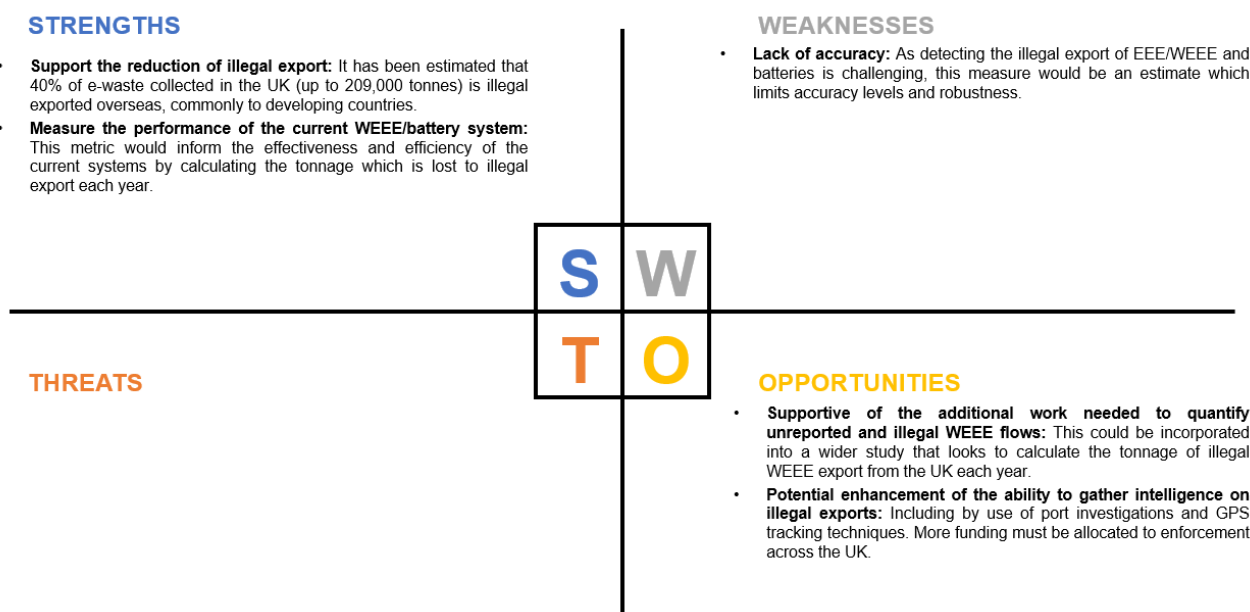 STRENGTHS
• Support the reduction of illegal export: It has been estimated that
40% of e-waste collected in the UK (up to 209,000 tonnes) is illegal
exported overseas, commonly to developing countries.
• Measure the performance of the current WEEE/battery system:
This metric would inform the effectiveness and efficiency of the
current systems by calculating the tonnage which is lost to illegal
export each year.
WEAKNESSES
• Lack of accuracy: As detecting the illegal export of EEE/WEEE and
batteries is challenging, this measure would be an estimate which
limits accuracy levels and robustness.
S W
T O
THREATS
OPPORTUNITIES
• Supportive of the additional work needed to quantify
unreported and illegal WEEE flows: This could be incorporated
into a wider study that looks to calculate the tonnage of illegal
WEEE export from the UK each year.
• Potential enhancement of the ability to gather intelligence on
illegal exports: Including by use of port investigations and GPS
tracking techniques. More funding must be allocated to enforcement
across the UK.